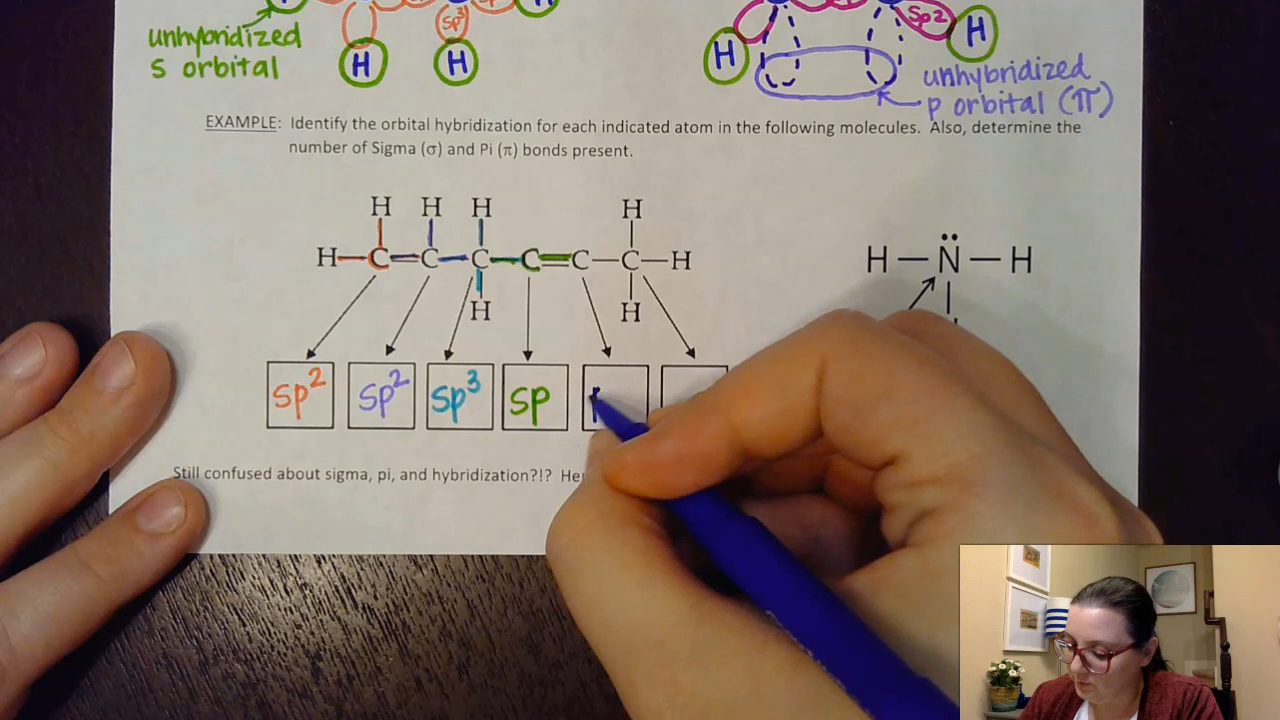 unhybridized
s orbital
H
H
sp³
H
sp2
H
unhybridized
p orbital (π)
EXAMPLE: Identify the orbital hybridization for each indicated atom in the following molecules. Also, determine the
number of Sigma (σ) and Pi (π) bonds present.
H H H H
H—C=C—C—C≡C—C—H
H H
H—N̈—H
sp² sp² sp³ sp
Still confused about sigma, pi, and hybridization?!?